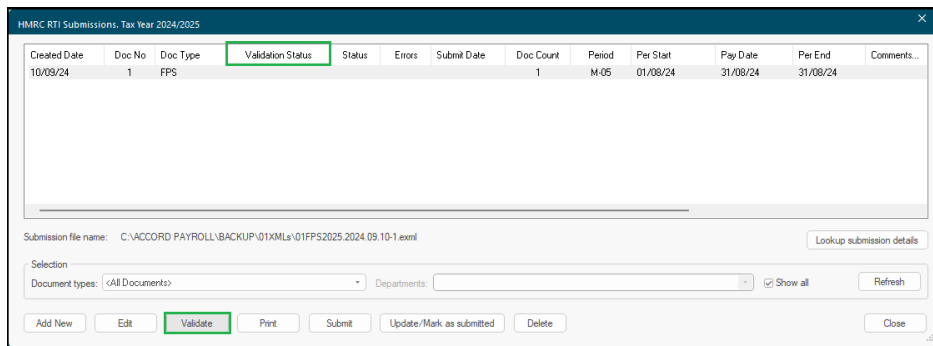 HMRC RTI Submissions. Tax Year 2024/2025
Created Date Doc No Doc Type Validation Status Status Errors Submit Date Doc Count Period Per Start Pay Date Per End Comments...
10/09/24 1 FPS 1 M-05 01/08/24 31/08/24 31/08/24
Submission file name: C:\ACCORD PAYROLL\BACKUP\01XMLs\01FPS2025.2024.09.10-1.exml
Lookup submission details
Selection
Document types: <All Documents> Departments: Show all Refresh
Add New Edit Validate Print Submit Update/Mark as submitted Delete Close